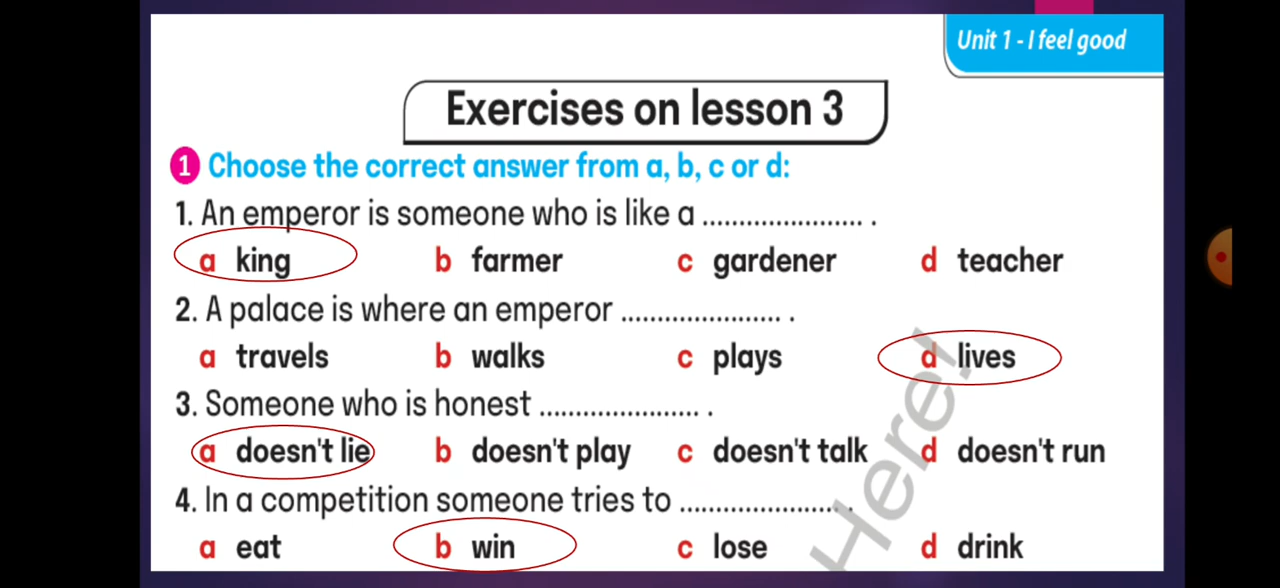 Unit 1 - I feel good
Exercises on lesson 3
1 Choose the correct answer from a, b, c or d:
1. An emperor is someone who is like a ...................... .
a king b farmer c gardener d teacher
2. A palace is where an emperor ...................... .
a travels b walks c plays d lives
3. Someone who is honest ...................... .
a doesn't lie b doesn't play c doesn't talk d doesn't run
4. In a competition someone tries to ...................... .
a eat b win c lose d drink
Here!